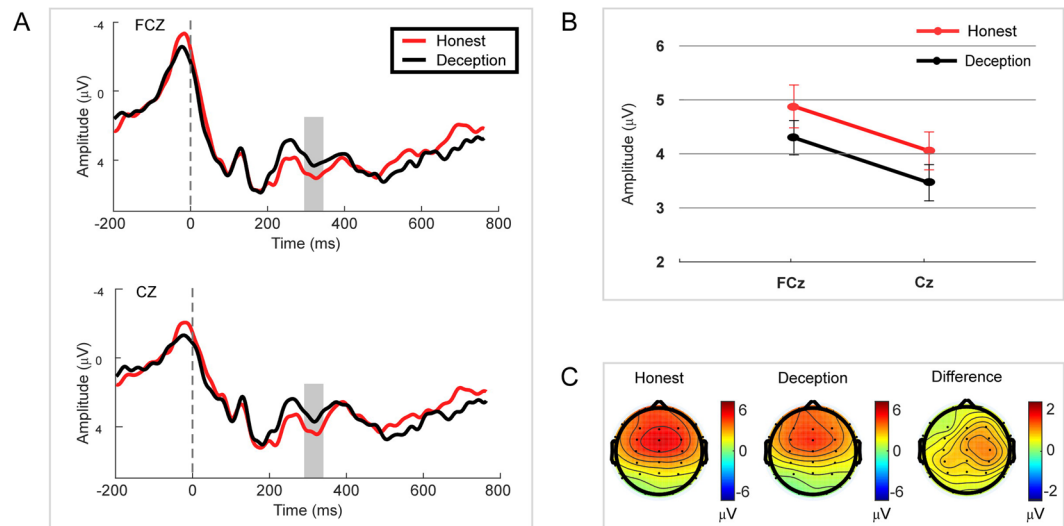 A
FCZ
Honest
Deception
-4
0
4
Amplitude (μV)
-200 0 200 400 600 800
Time (ms)
CZ
-4
0
4
Amplitude (μV)
-200 0 200 400 600 800
Time (ms)
B
Honest
Deception
6
5
4
3
2
Amplitude (μV)
FCz Cz
C
Honest Deception Difference
6 6 2
0 0 0
-6 -6 -2
μV μV μV